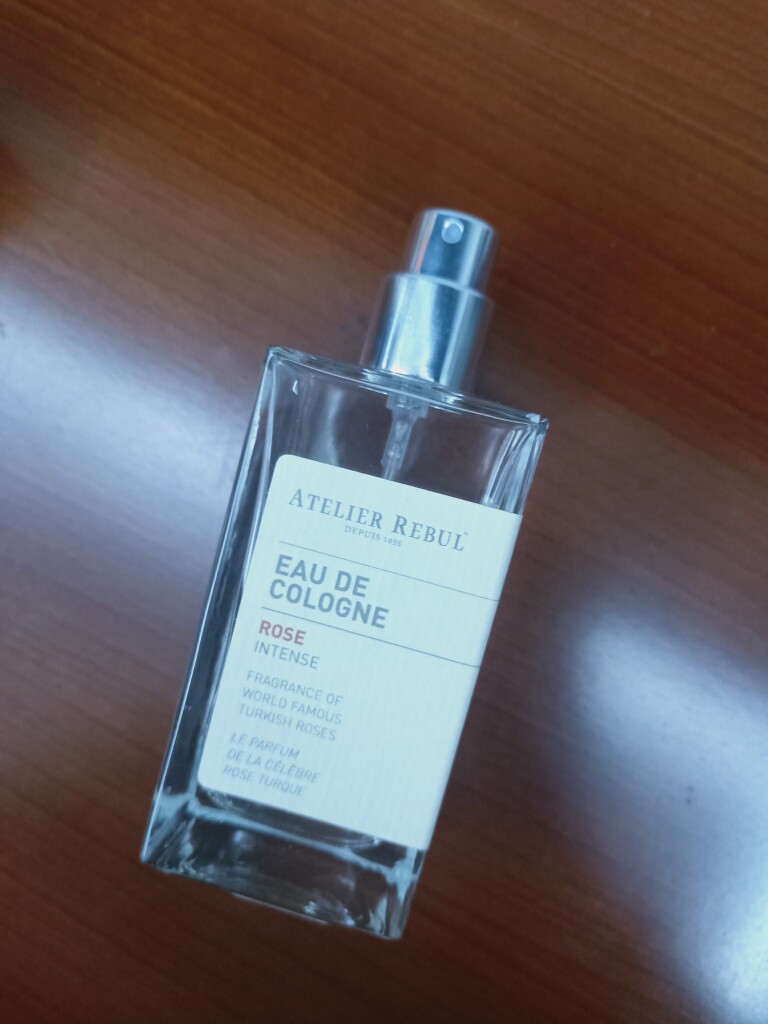 ATELIER REBUL™
DEPUIS 1895
EAU DE
COLOGNE
ROSE
INTENSE
FRAGRANCE OF
WORLD FAMOUS
TURKISH ROSES
LE PARFUM
DE LA CÉLÈBRE
ROSE TURQUE